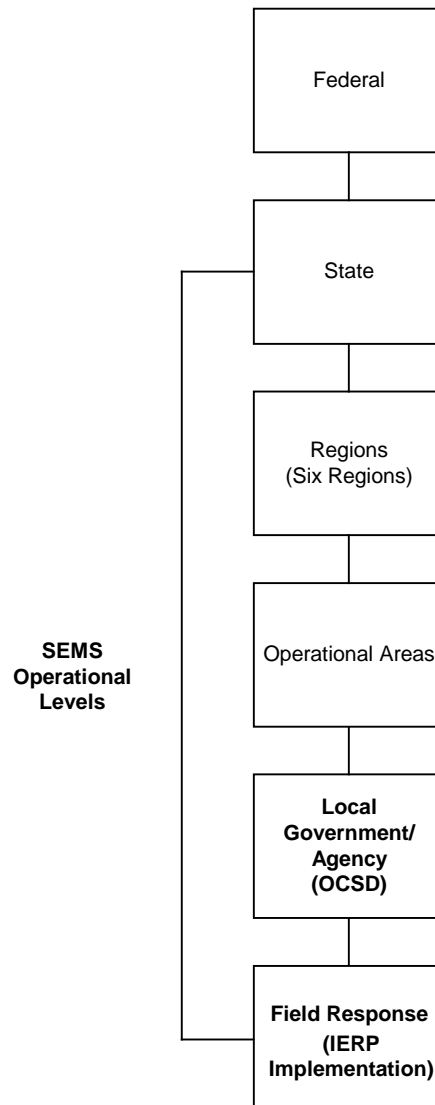 Federal
State
Regions
(Six Regions)
Operational Areas
SEMS
Operational
Levels
Local
Government/
Agency
(OCSD)
Field Response
(IERP
Implementation)